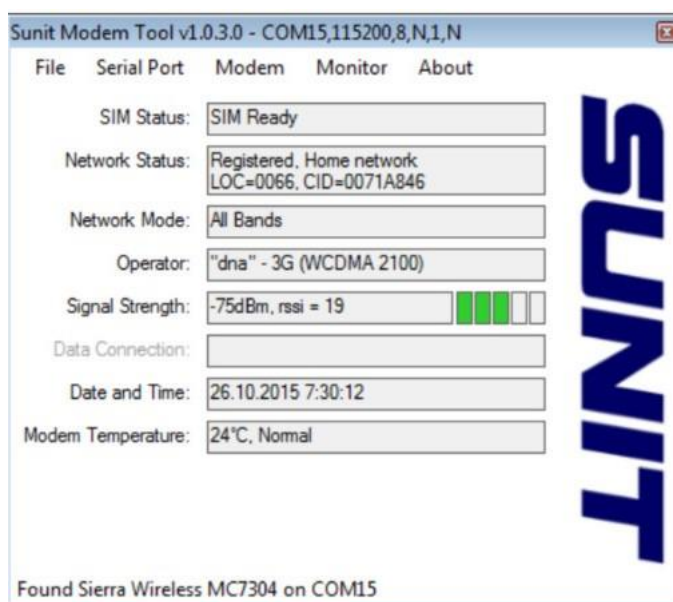 Sunit Modem Tool v1.0.3.0 - COM15,115200,8,N,1,N
File Serial Port Modem Monitor About
SIM Status: SIM Ready
Network Status: Registered, Home network
LOC=0066, CID=0071A846
Network Mode: All Bands
Operator: "dna" - 3G (WCDMA 2100)
Signal Strength: -75dBm, rssi = 19
Data Connection:
Date and Time: 26.10.2015 7:30:12
Modem Temperature: 24°C, Normal
SUNIT
Found Sierra Wireless MC7304 on COM15